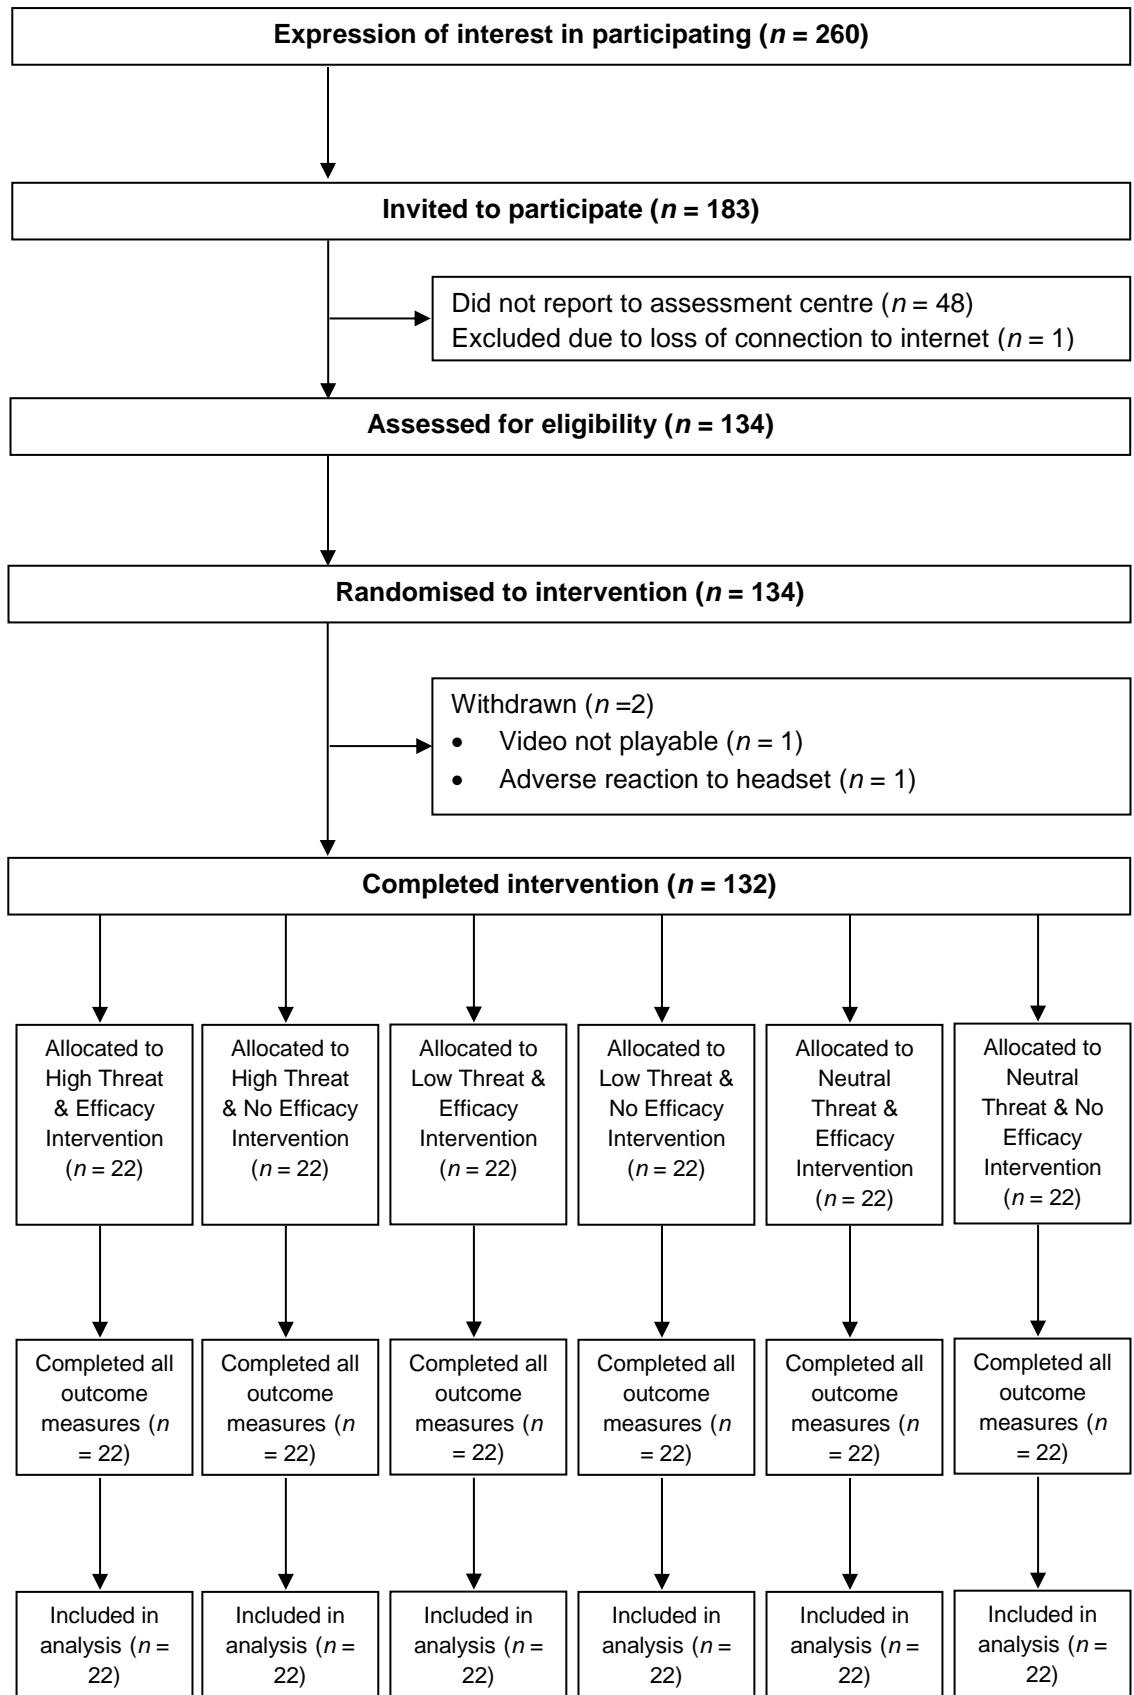 Expression of interest in participating (n = 260)
Invited to participate (n = 183)
Did not report to assessment centre (n = 48)
Excluded due to loss of connection to internet (n = 1)
Assessed for eligibility (n = 134)
Randomised to intervention (n = 134)
Withdrawn (n =2)
• Video not playable (n = 1)
• Adverse reaction to headset (n = 1)
Completed intervention (n = 132)
Allocated to
High Threat
& Efficacy
Intervention
(n = 22)
Allocated to
High Threat
& No Efficacy
Intervention
(n = 22)
Allocated to
Low Threat &
Efficacy
Intervention
(n = 22)
Allocated to
Low Threat &
No Efficacy
Intervention
(n = 22)
Allocated to
Neutral
Threat &
Efficacy
Intervention
(n = 22)
Allocated to
Neutral
Threat & No
Efficacy
Intervention
(n = 22)
Completed all
outcome
measures (n
= 22)
Completed all
outcome
measures (n
= 22)
Completed all
outcome
measures (n
= 22)
Completed all
outcome
measures (n
= 22)
Completed all
outcome
measures (n
= 22)
Completed all
outcome
measures (n
= 22)
Included in
analysis (n =
22)
Included in
analysis (n =
22)
Included in
analysis (n =
22)
Included in
analysis (n =
22)
Included in
analysis (n =
22)
Included in
analysis (n =
22)